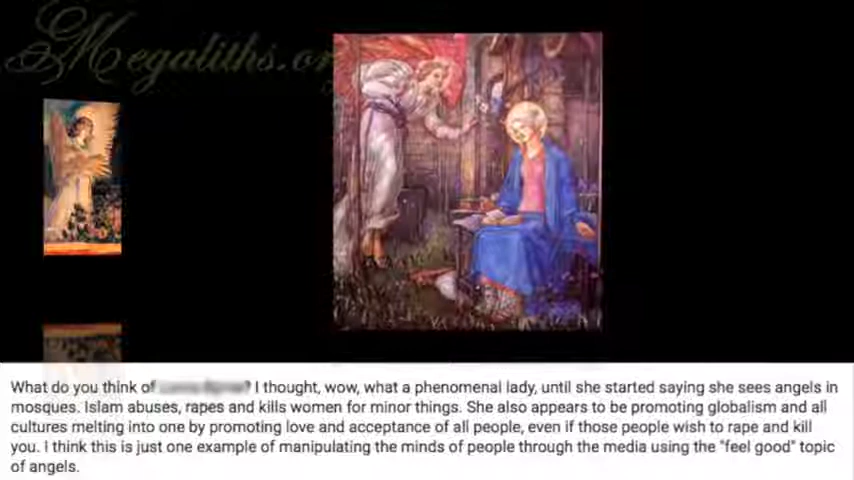 Megaliths.or
What do you think of ? I thought, wow, what a phenomenal lady, until she started saying she sees angels in
mosques. Islam abuses, rapes and kills women for minor things. She also appears to be promoting globalism and all
cultures melting into one by promoting love and acceptance of all people, even if those people wish to rape and kill
you. I think this is just one example of manipulating the minds of people through the media using the "feel good" topic
of angels.